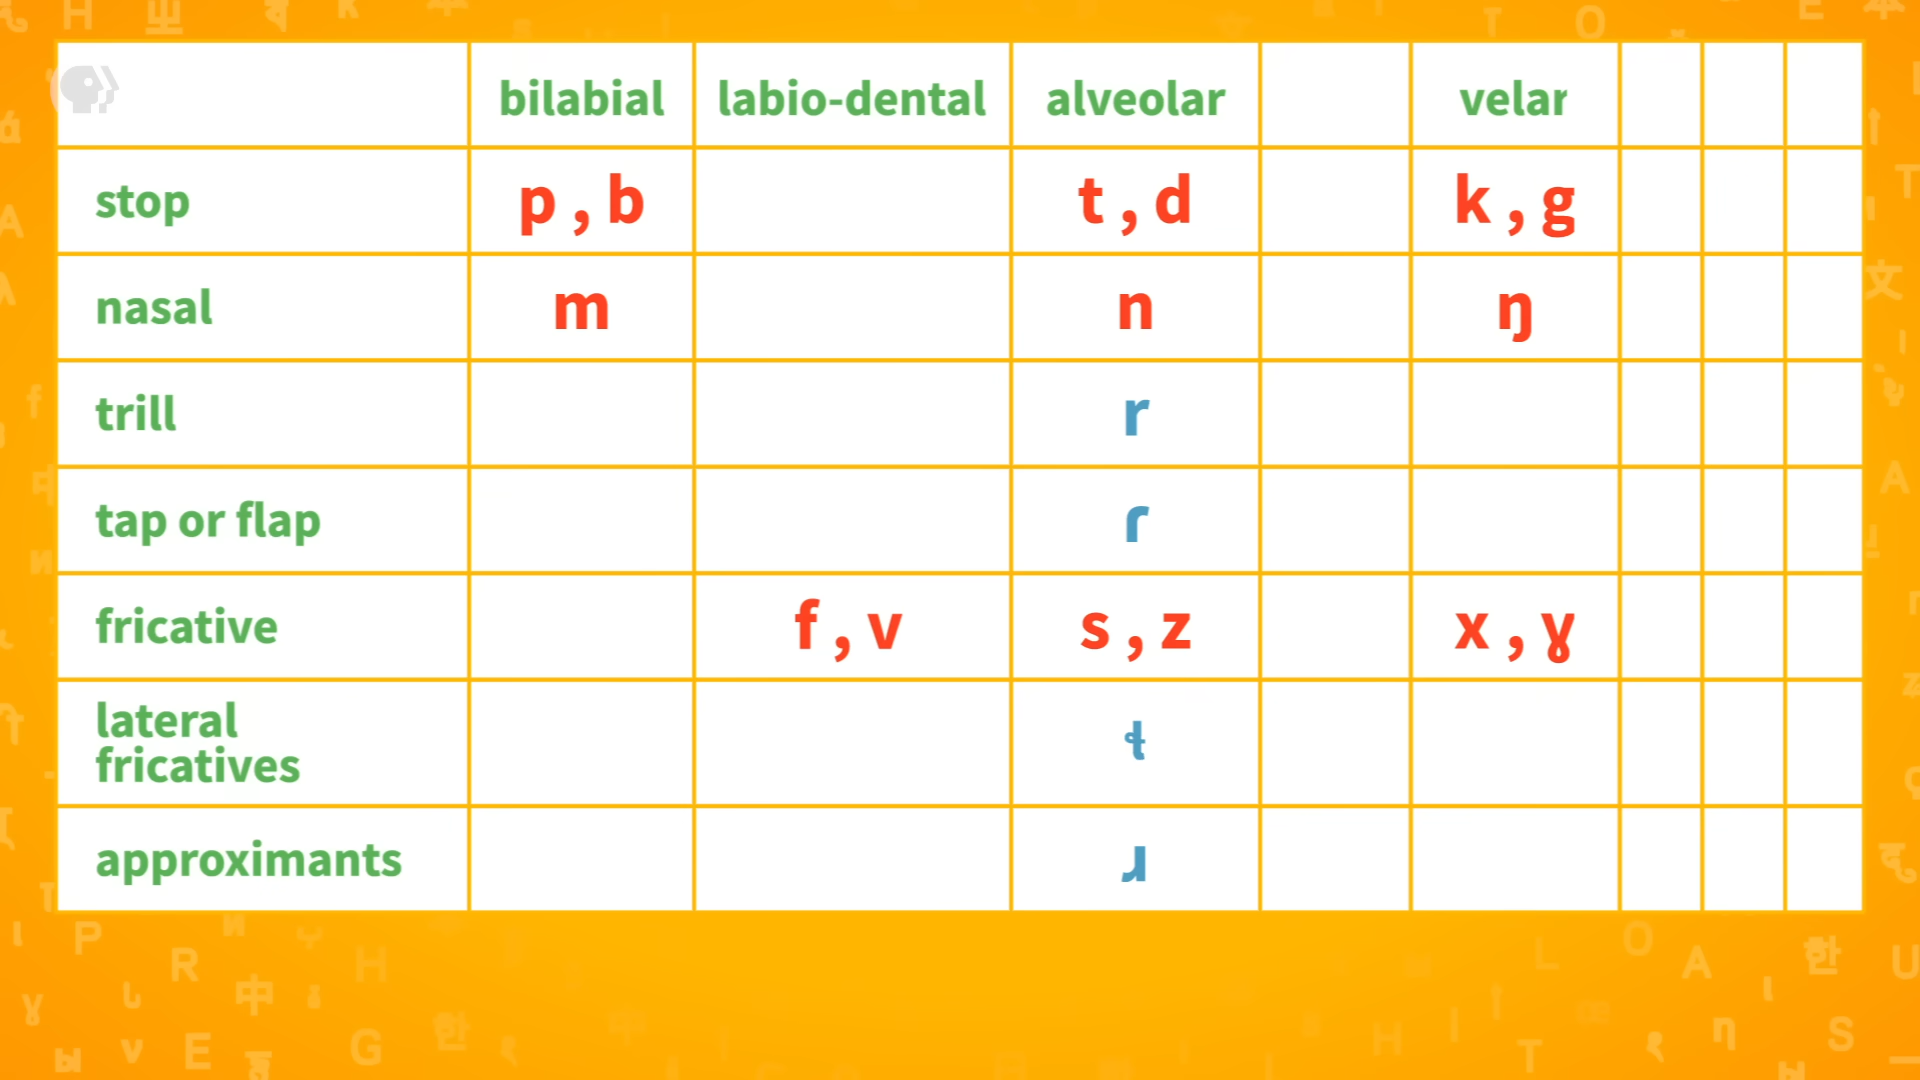 bilabial labio-dental alveolar velar
stop p , b t , d k , g
nasal m n ŋ
trill r
tap or flap ɾ
fricative f , v s , z x , ɣ
lateral
fricatives
approximants ɹ